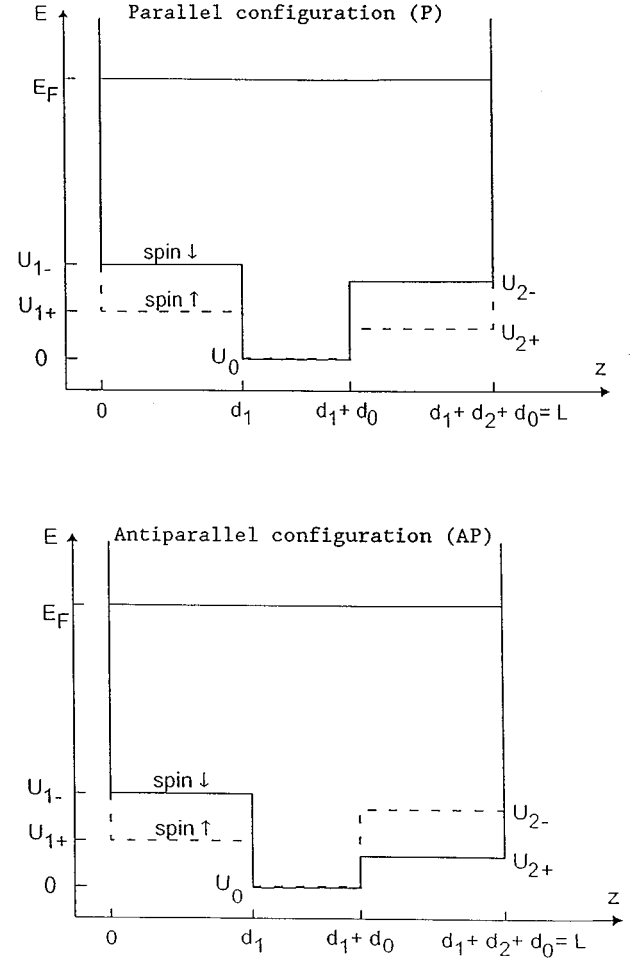 E Parallel configuration (P)
E_F
U_1- spin ↓
U_2-
U_1+ spin ↑
U_2+
0 U_0
z
0 d_1 d_1 + d_0 d_1 + d_2 + d_0 = L
E Antiparallel configuration (AP)
E_F
U_1- spin ↓
U_2-
U_1+ spin ↑
U_2+
0 U_0
z
0 d_1 d_1 + d_0 d_1 + d_2 + d_0 = L